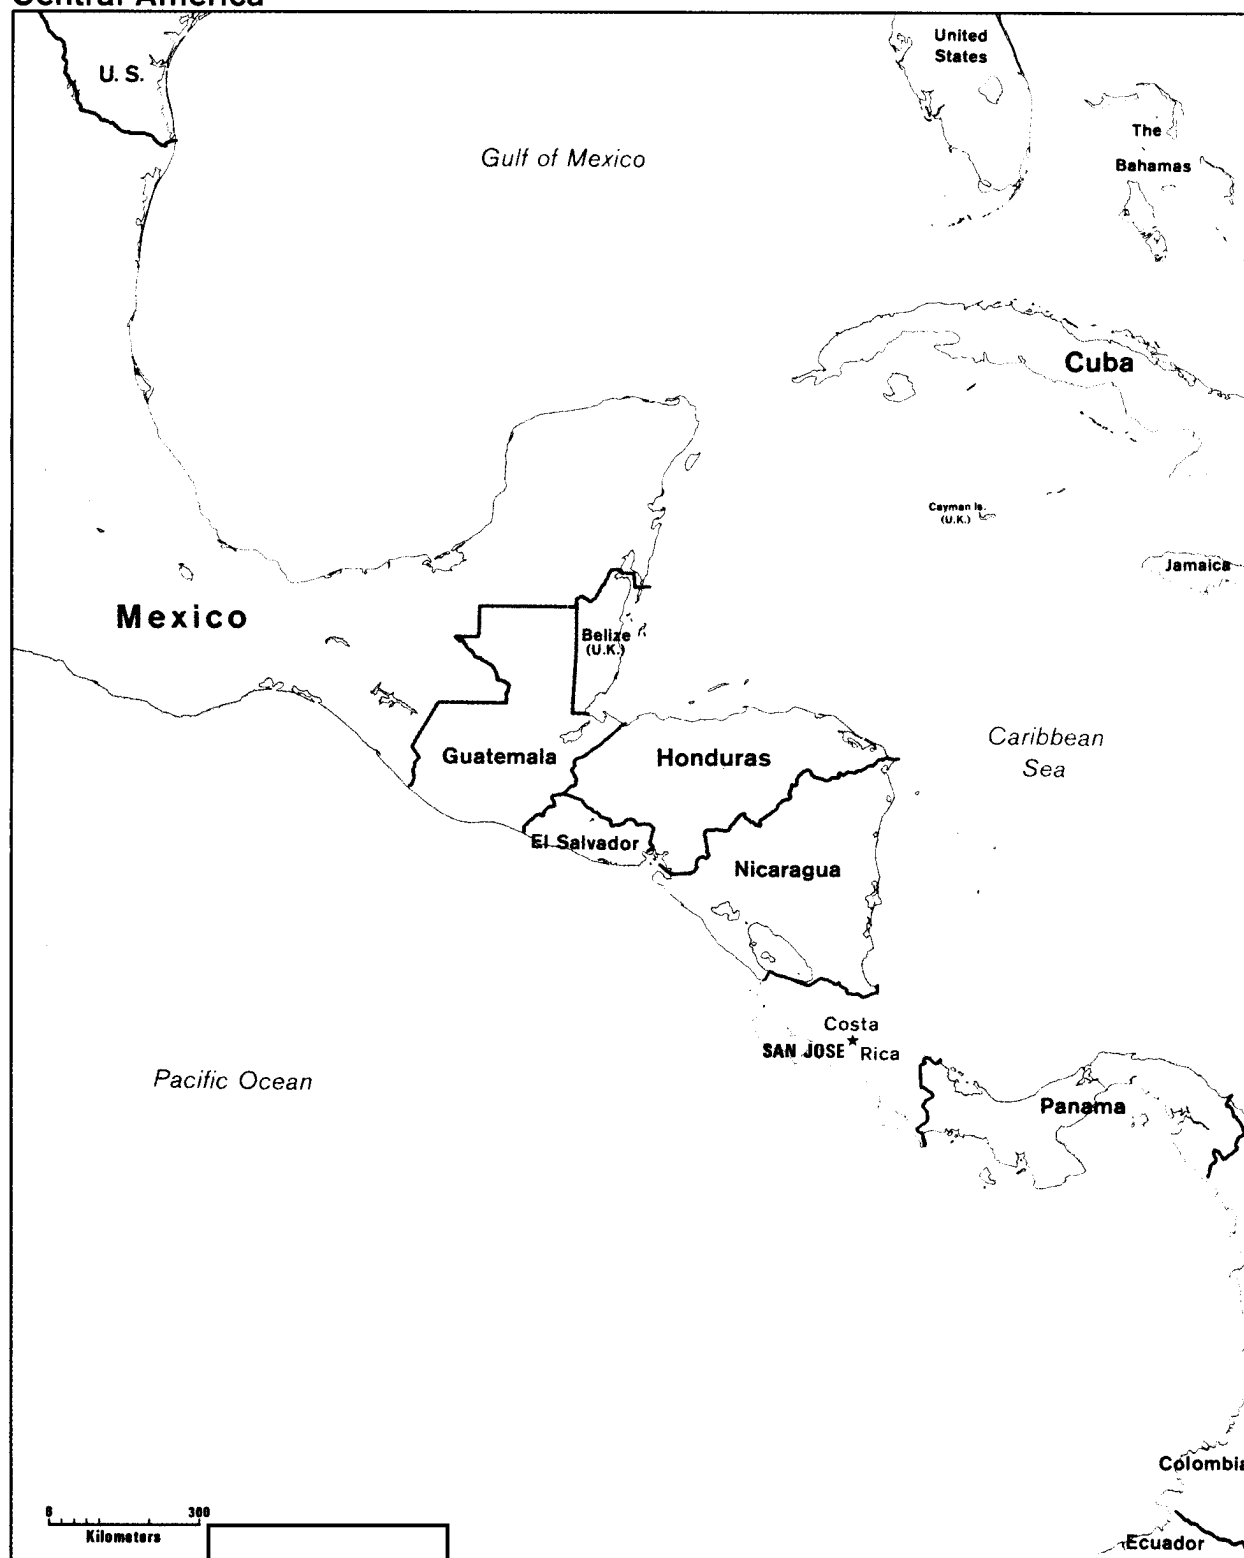 Central America
United
States
U. S.
The
Bahamas
Gulf of Mexico
Cuba
Cayman Is.
(U.K.)
Jamaica
Mexico
Belize
(U.K.)
Caribbean
Sea
Guatemala
Honduras
El Salvador
Nicaragua
Costa
SAN JOSE
Rica
Pacific Ocean
Panama
Colombia
Ecuador
0 300
Kilometers